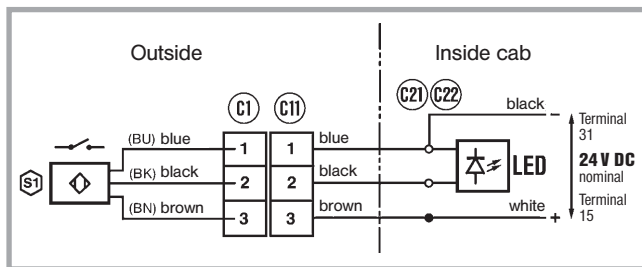 Outside
Inside cab
C1
C11
C21 C22
black −
Terminal
31
24 V DC
nominal
Terminal
15
(BU) blue
1
1
blue
LED
S1
(BK) black
2
2
black
(BN) brown
3
3
brown
white +